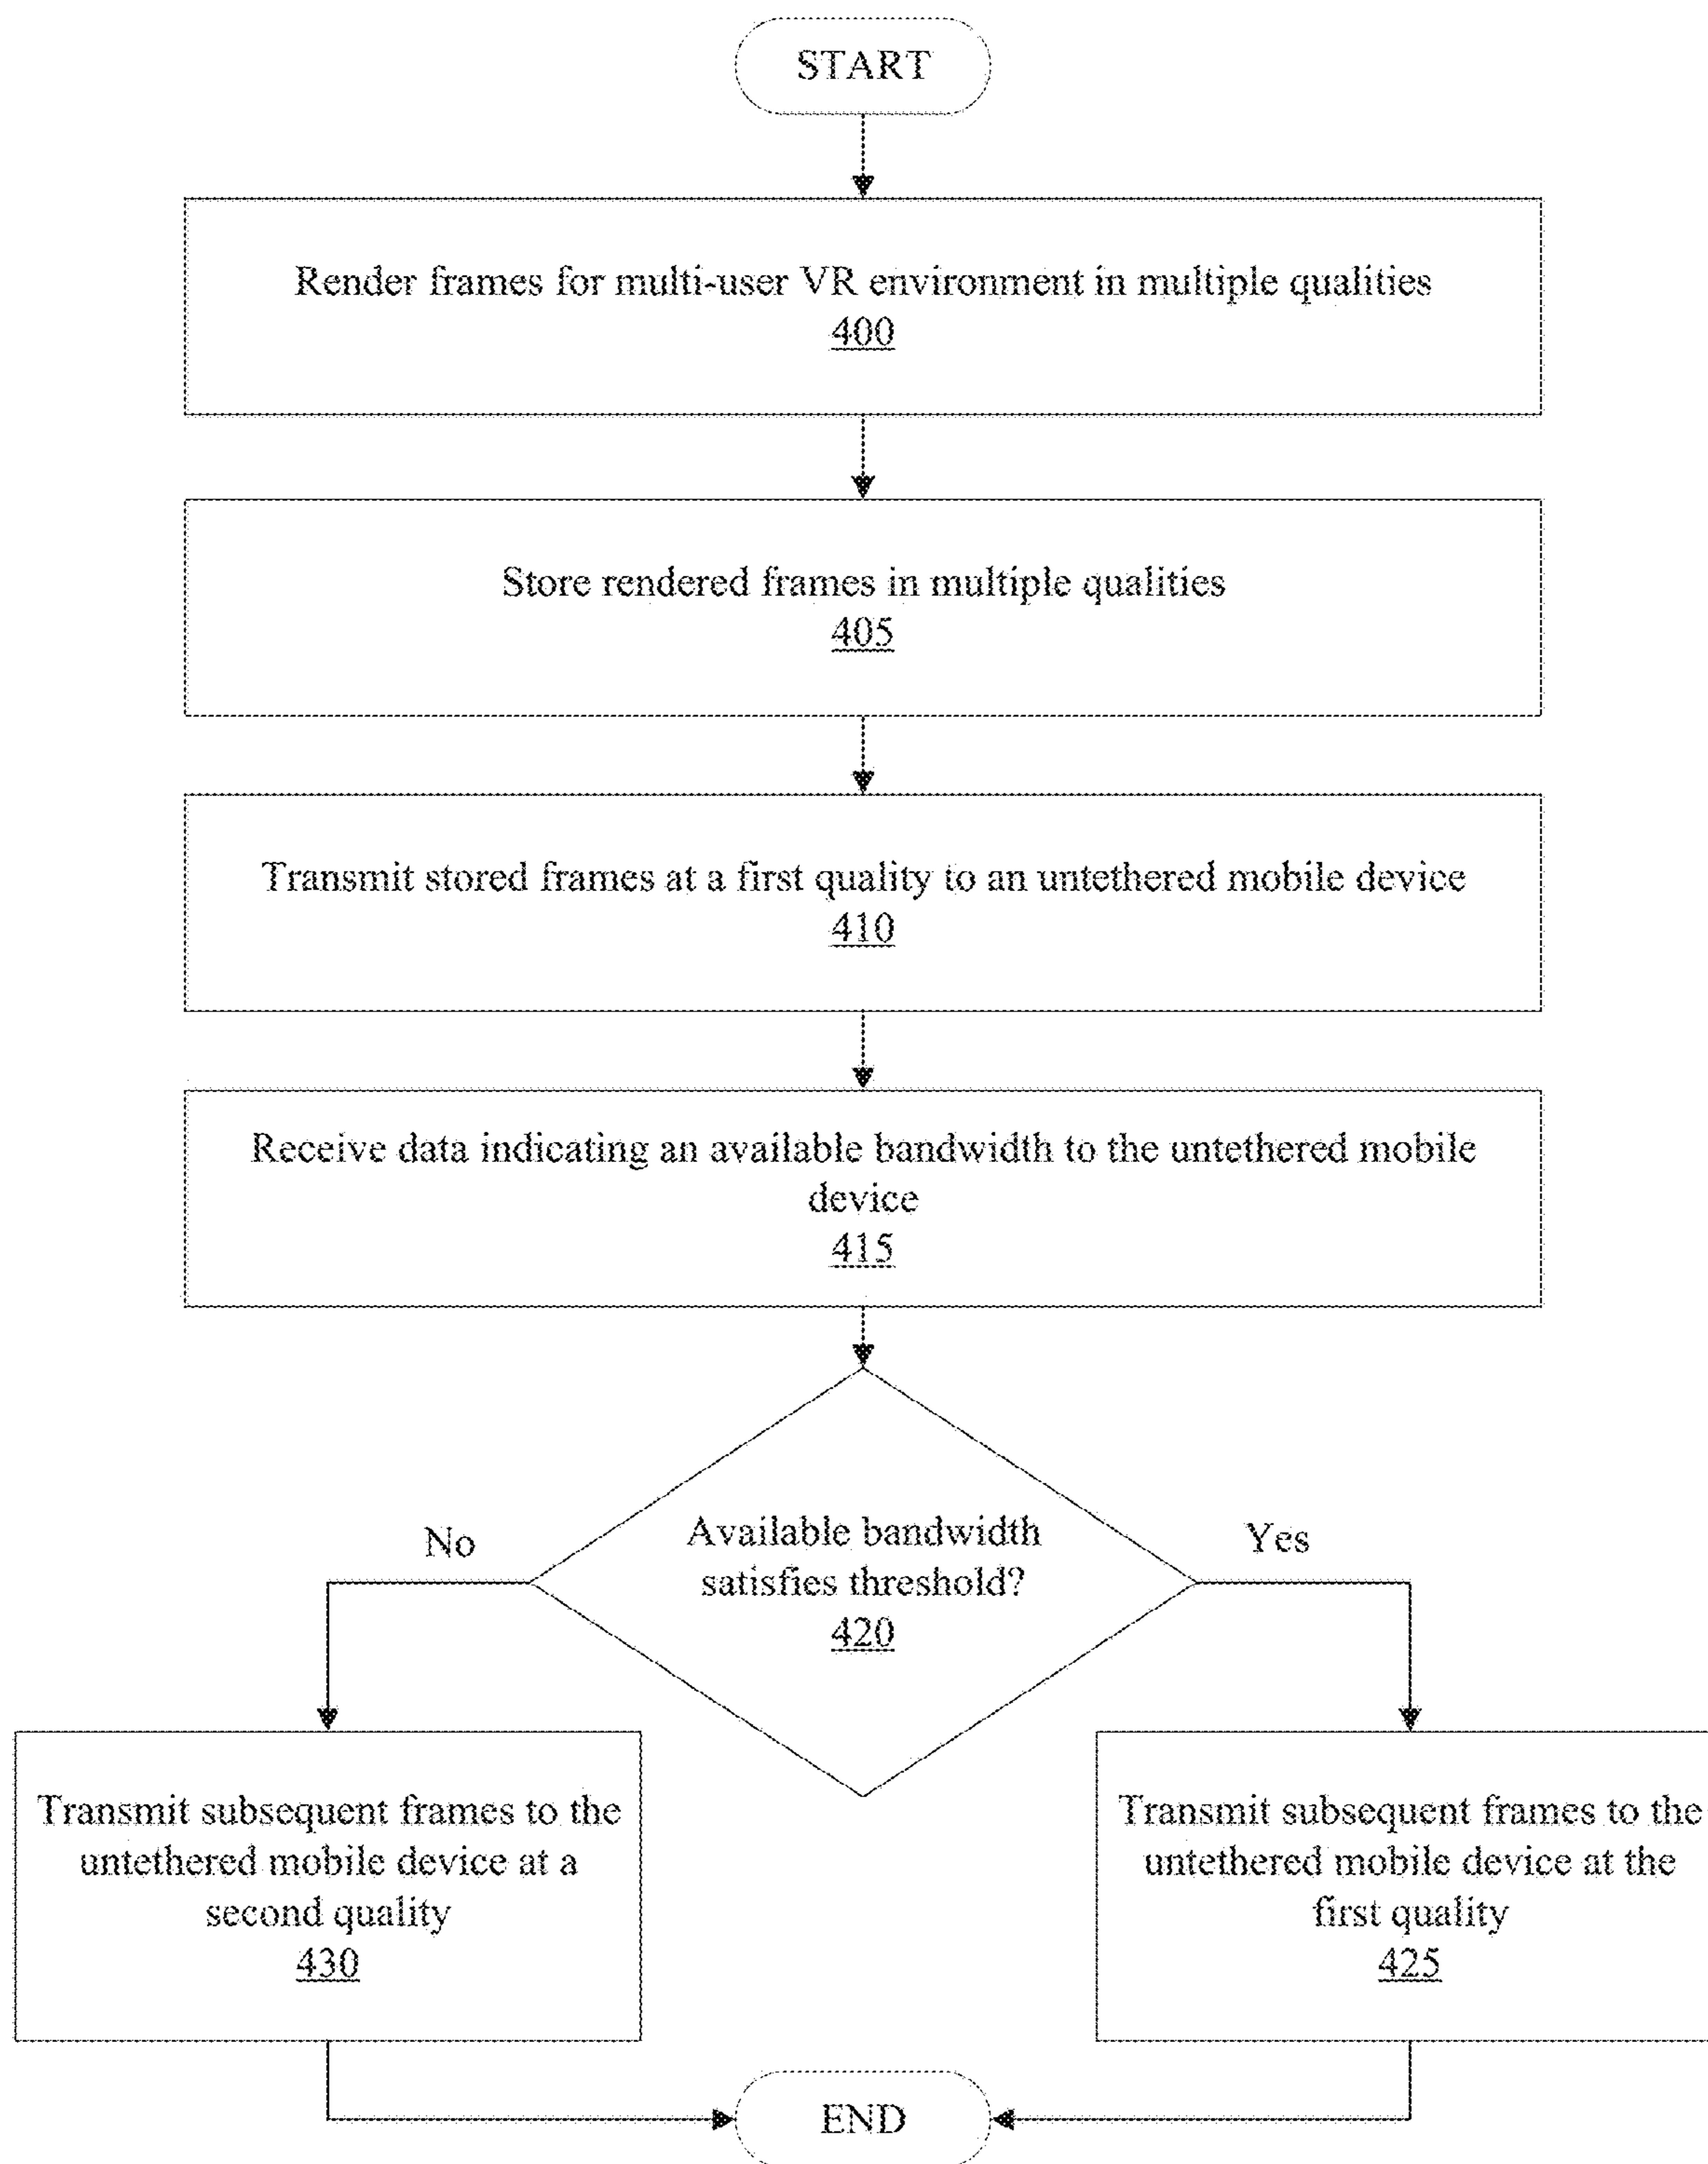 START
Render frames for multi-user VR environment in multiple qualities
400
Store rendered frames in multiple qualities
405
Transmit stored frames at a first quality to an untethered mobile device
410
Receive data indicating an available bandwidth to the untethered mobile
device
415
Available bandwidth
satisfies threshold?
420
No
Yes
Transmit subsequent frames to the
untethered mobile device at a
second quality
430
Transmit subsequent frames to the
untethered mobile device at the
first quality
425
END